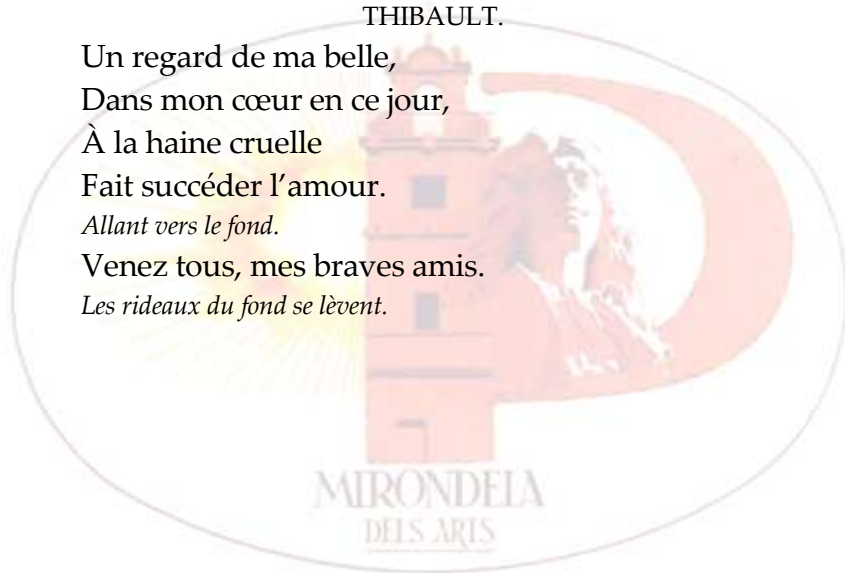 THIBAULT.
Un regard de ma belle,
Dans mon cœur en ce jour,
À la haine cruelle
Fait succéder l’amour.
Allant vers le fond.
Venez tous, mes braves amis.
Les rideaux du fond se lèvent.
MIRONDELA
DELS ARTS